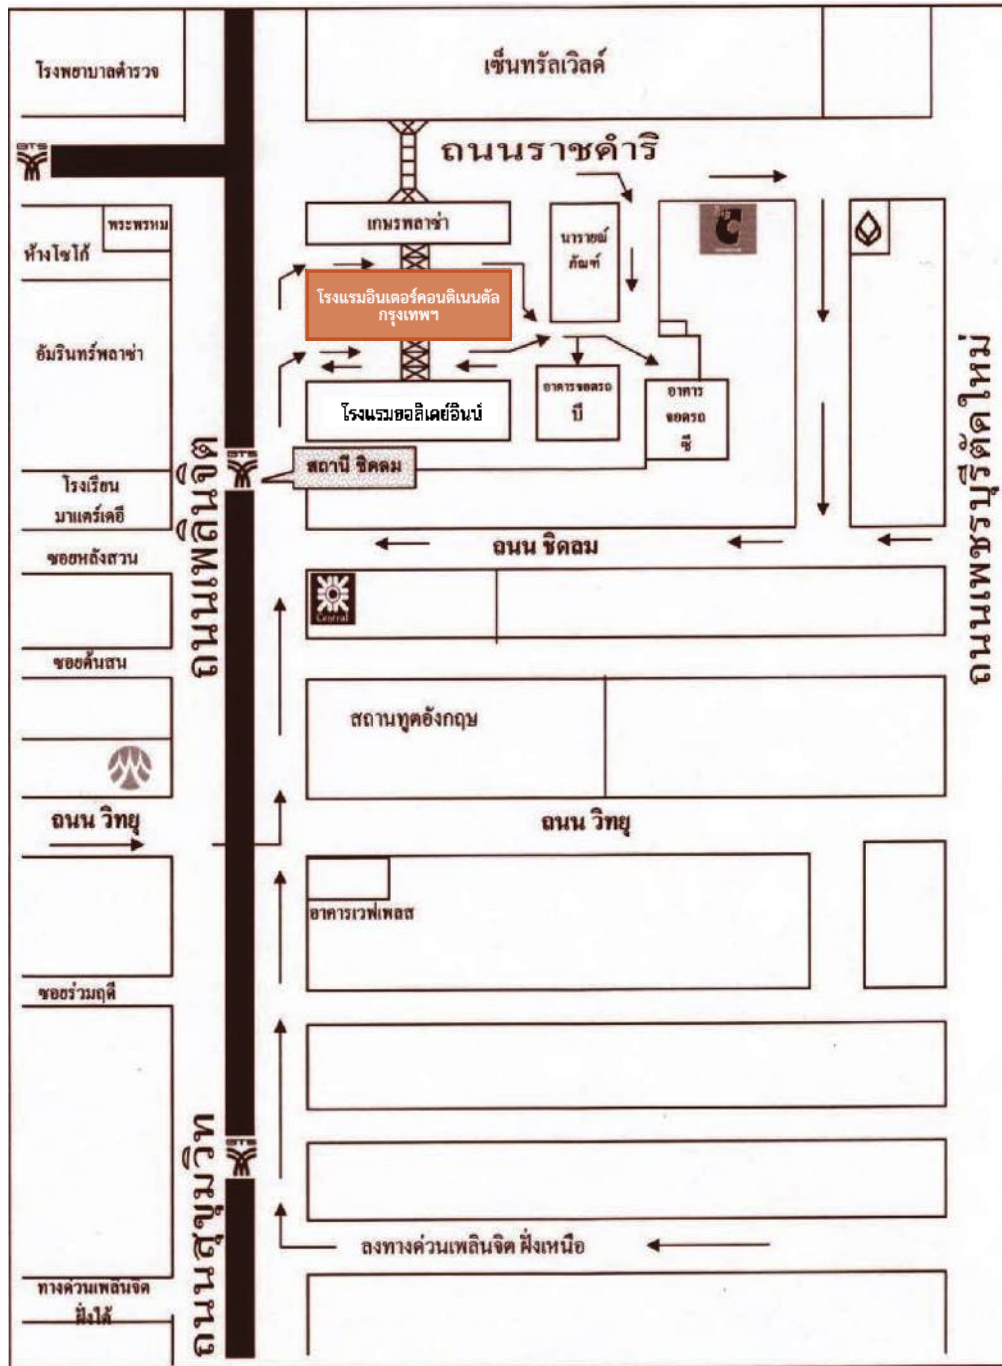 โรงพยาบาลตำรวจ
เซ็นทรัลเวิลด์
BTS
ถนนราชดำริ
พระพรหม
ห้างโซโก้
เกษรพลาซ่า
นารายณ์
ภัณฑ์
Big
C
โรงแรมอินเตอร์คอนติเนนตัล
กรุงเทพฯ
อัมรินทร์พลาซ่า
โรงแรมฮอลิเดย์อินน์
อาคารจอดรถ
บี
อาคาร
จอดรถ
ซี
ถนนเพชรบุรีตัดใหม่
ถนนเพลินจิต
BTS
สถานี ชิดลม
โรงเรียน
มาแตร์เดอี
ถนน ชิดลม
ซอยหลังสวน
Central
ซอยต้นสน
สถานทูตอังกฤษ
ถนน วิทยุ
ถนน วิทยุ
อาคารเวฟเพลส
ซอยร่วมฤดี
BTS
ถนนสุขุมวิท
ลงทางด่วนเพลินจิต ฝั่งเหนือ
ทางด่วนเพลินจิต
ฝั่งใต้